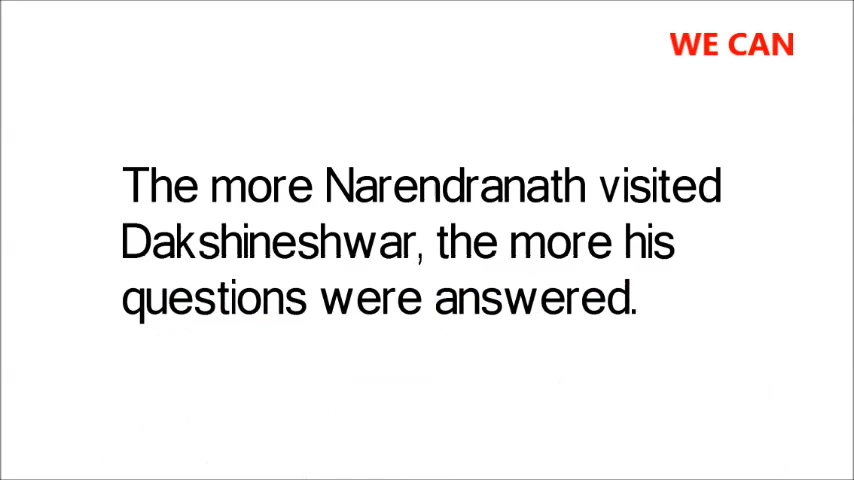 WE CAN
The more Narendranath visited
Dakshineshwar, the more his
questions were answered.